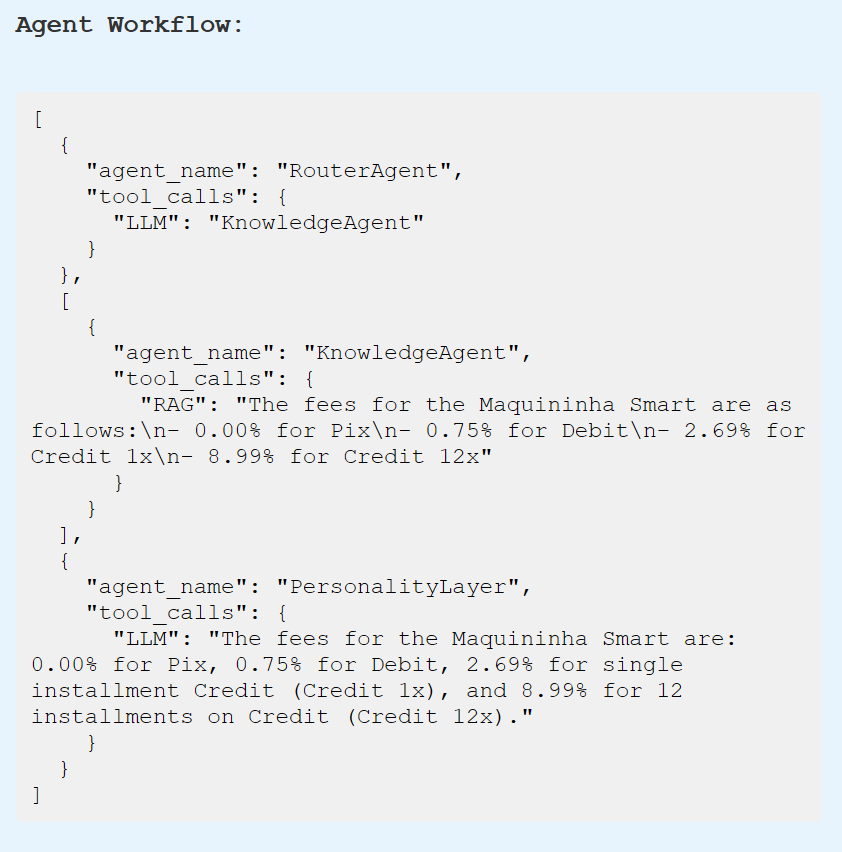 Agent Workflow:
[
  {
    "agent_name": "RouterAgent",
    "tool_calls": {
      "LLM": "KnowledgeAgent"
    }
  },
  [
    {
      "agent_name": "KnowledgeAgent",
      "tool_calls": {
        "RAG": "The fees for the Maquininha Smart are as
follows:\n- 0.00% for Pix\n- 0.75% for Debit\n- 2.69% for
Credit 1x\n- 8.99% for Credit 12x"
      }
    }
  ],
  {
    "agent_name": "PersonalityLayer",
    "tool_calls": {
      "LLM": "The fees for the Maquininha Smart are:
0.00% for Pix, 0.75% for Debit, 2.69% for single
installment Credit (Credit 1x), and 8.99% for 12
installments on Credit (Credit 12x)."
    }
  }
]